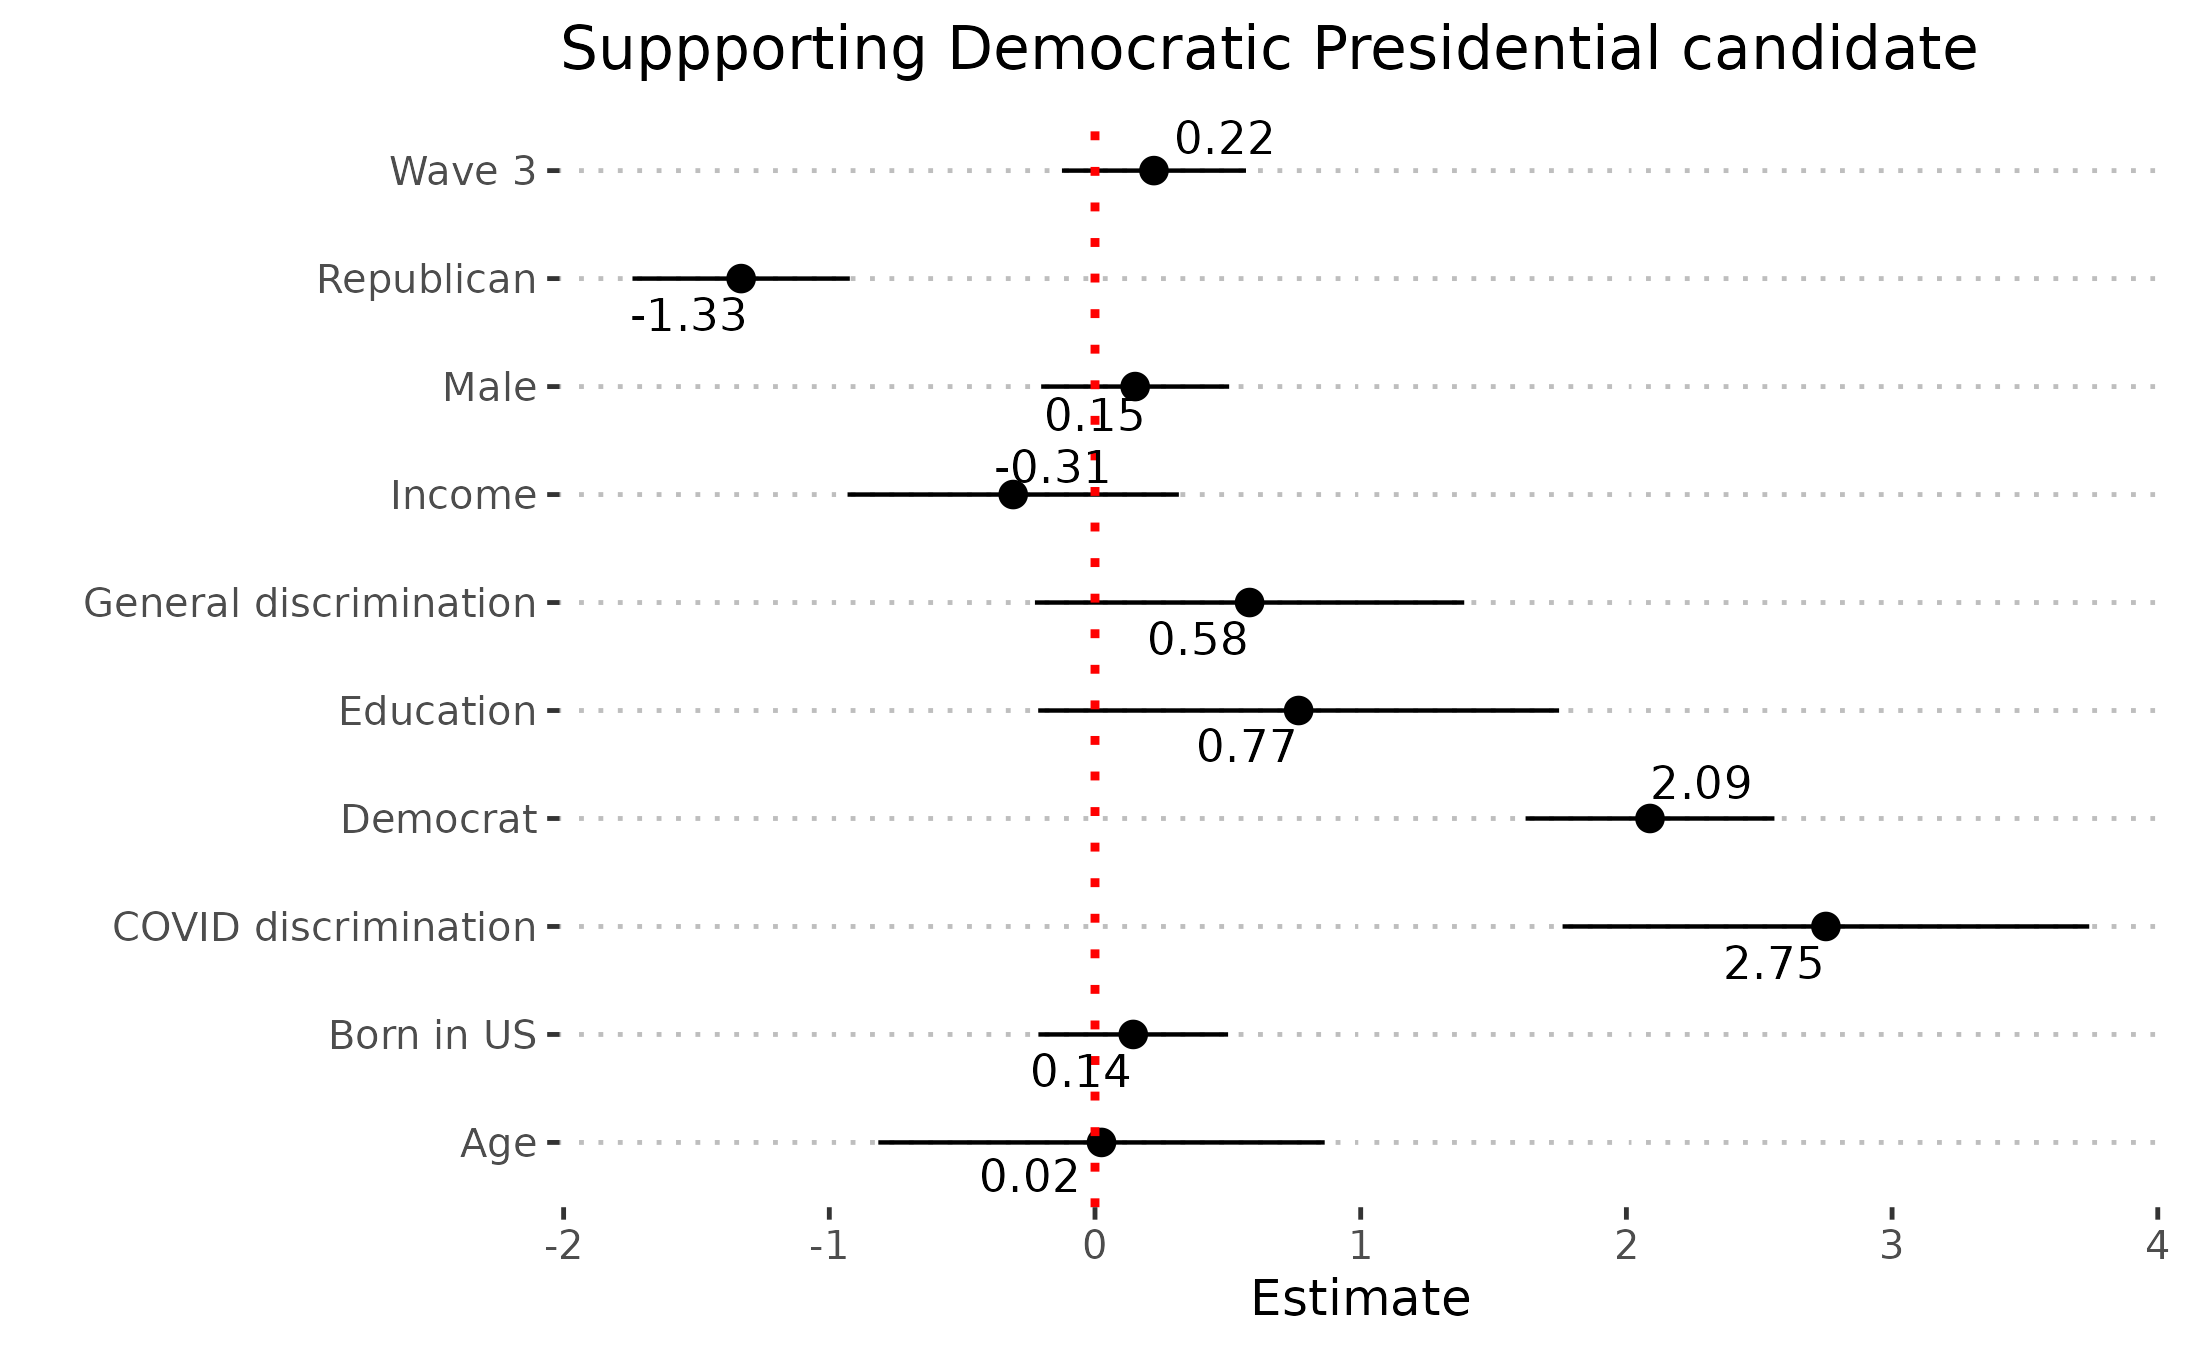 Suppporting Democratic Presidential candidate
Wave 3
0.22
Republican
-1.33
Male
0.15
Income
-0.31
General discrimination
0.58
Education
0.77
Democrat
2.09
COVID discrimination
2.75
Born in US
0.14
Age
0.02
-2 -1 0 1 2 3 4
Estimate